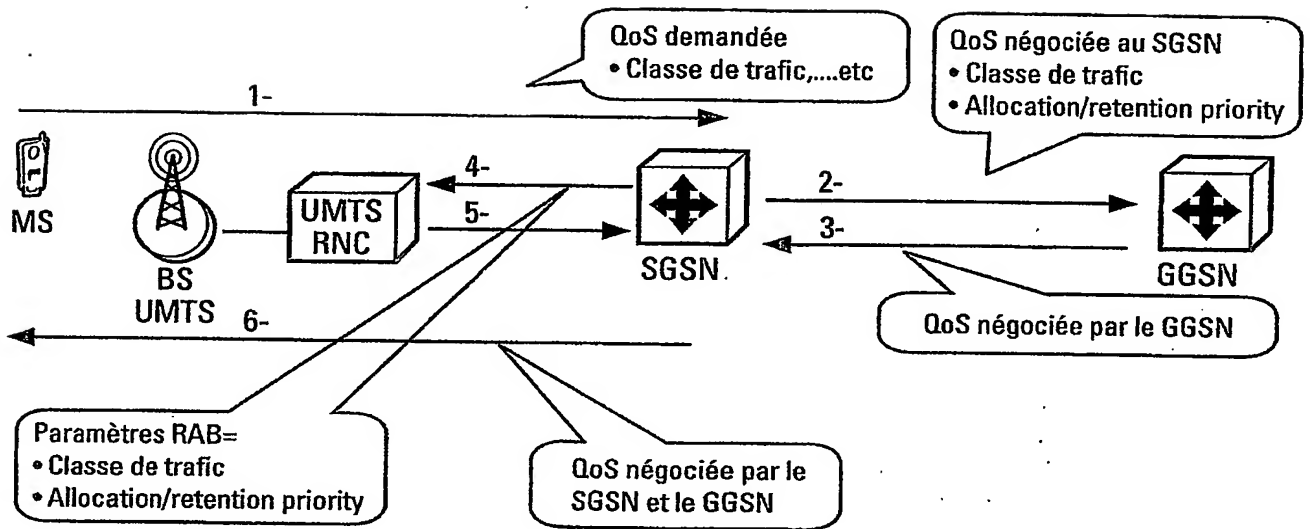 QoS demandée
• Classe de trafic,....etc
QoS négociée au SGSN
• Classe de trafic
• Allocation/retention priority
1-
MS
BS
UMTS
UMTS
RNC
4-
5-
SGSN.
2-
3-
GGSN
QoS négociée par le GGSN
6-
Paramètres RAB=
• Classe de trafic
• Allocation/retention priority
QoS négociée par le
SGSN et le GGSN